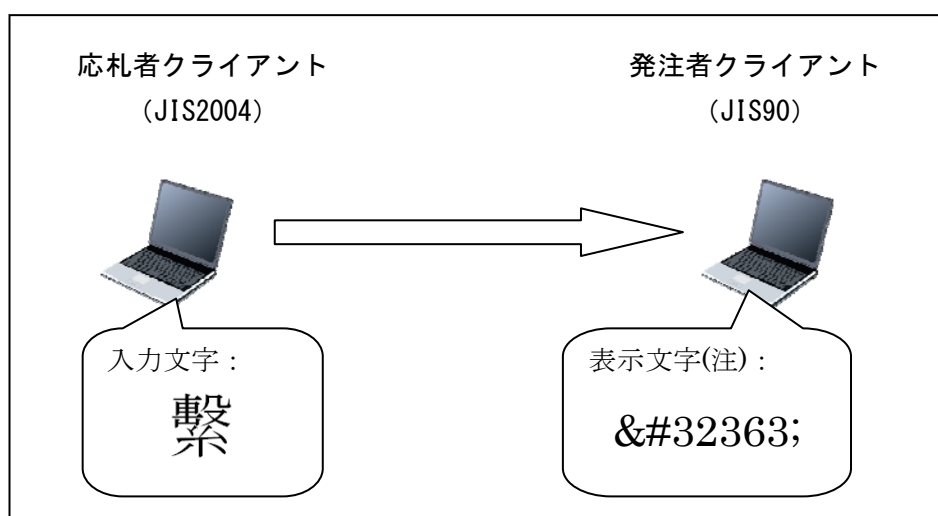 応札者クライアント
(JIS2004)
発注者クライアント
(JIS90)
入力文字：
繫
表示文字(注)：
&#32363;